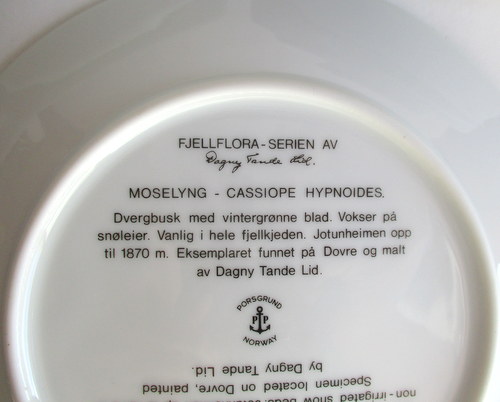 FJELLFLORA-SERIEN AV
Dagny Tande Lid.
MOSELYNG - CASSIOPE HYPNOIDES.
Dvergbusk med vintergrønne blad. Vokser på
snøleier. Vanlig i hele fjellkjeden. Jotunheimen opp
til 1870 m. Eksemplaret funnet på Dovre og malt
av Dagny Tande Lid.
PORSGRUND
PP
NORWAY
non-irrigated snow beds.
Specimen located on Dovre, painted
by Dagny Tande Lid.